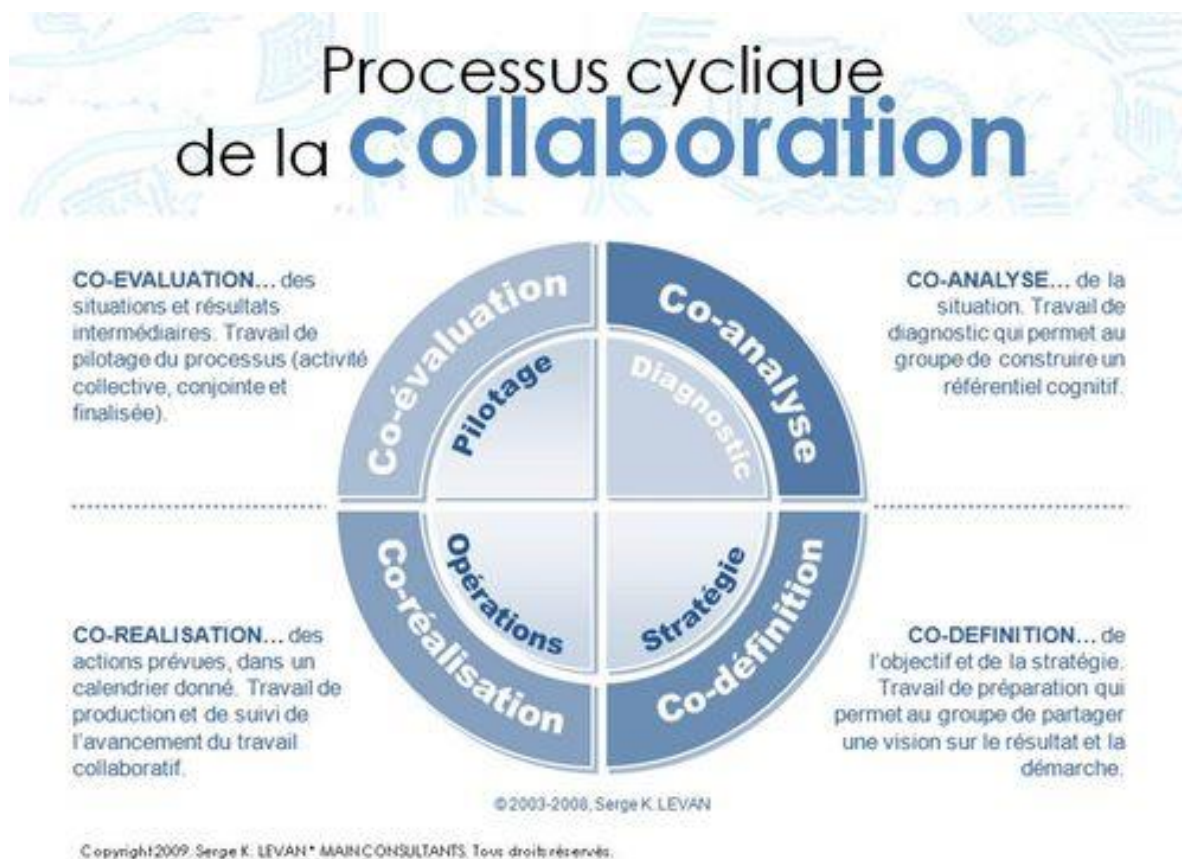 Processus cyclique
de la collaboration
CO-EVALUATION... des
situations et résultats
intermédiaires. Travail de
pilotage du processus (activité
collective, conjointe et
finalisée).
CO-ANALYSE... de la
situation. Travail de
diagnostic qui permet au
groupe de construire un
référentiel cognitif.
Co-évaluation
Co-analyse
Pilotage
Diagnostic
Opérations
Stratégie
Co-réalisation
Co-définition
CO-REALISATION... des
actions prévues, dans un
calendrier donné. Travail de
production et de suivi de
l'avancement du travail
collaboratif.
CO-DEFINITION... de
l'objectif et de la stratégie.
Travail de préparation qui
permet au groupe de partager
une vision sur le résultat et la
démarche.
© 2003-2008, Serge K. LEVAN
Copyright 2009. Serge K. LEVAN * MAIN CONSULTANTS. Tous droits réservés.